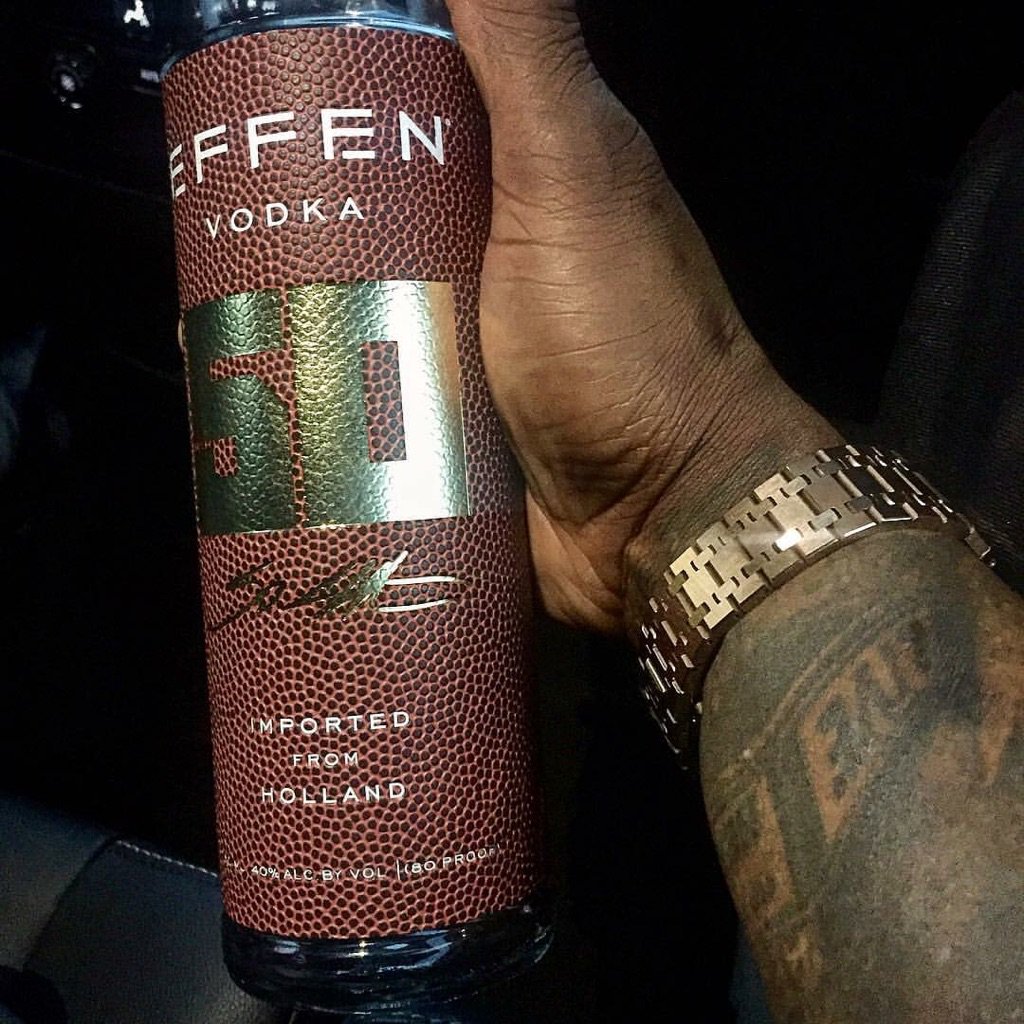 EFFEN
VODKA
50
IMPORTED
FROM
HOLLAND
40% ALC BY VOL (80 PROOF)